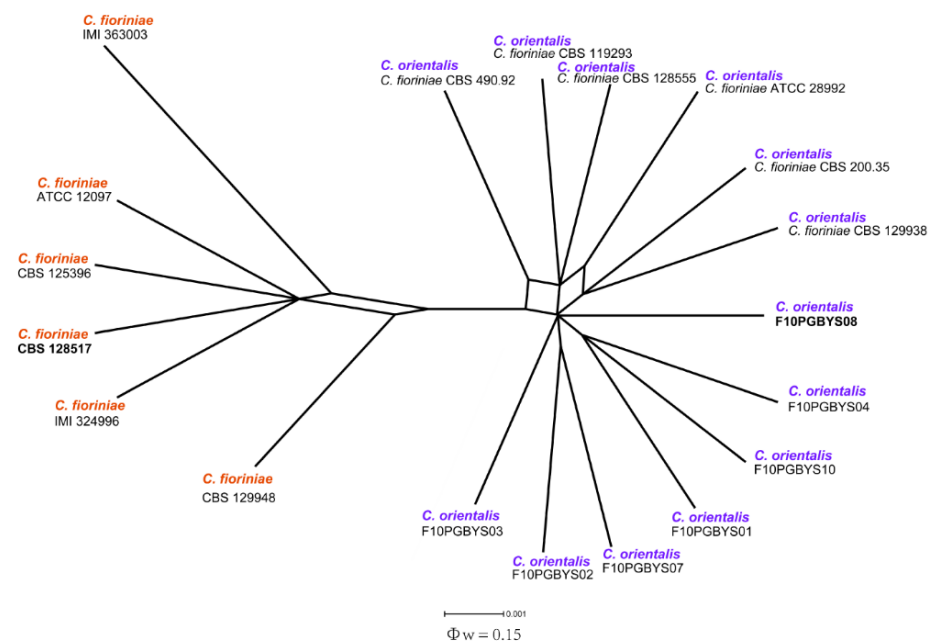 C. fioriniae
IMI 363003
C. orientalis
C. fioriniae CBS 490.92
C. orientalis
C. fioriniae CBS 119293
C. orientalis
C. fioriniae CBS 128555
C. orientalis
C. fioriniae ATCC 28992
C. orientalis
C. fioriniae CBS 200.35
C. fioriniae
ATCC 12097
C. orientalis
C. fioriniae CBS 129938
C. fioriniae
CBS 125396
C. orientalis
F10PGBYS08
C. fioriniae
CBS 128517
C. orientalis
F10PGBYS04
C. fioriniae
IMI 324996
C. orientalis
F10PGBYS10
C. fioriniae
CBS 129948
C. orientalis
F10PGBYS03
C. orientalis
F10PGBYS01
C. orientalis
F10PGBYS02
C. orientalis
F10PGBYS07
0.001
Φw = 0.15